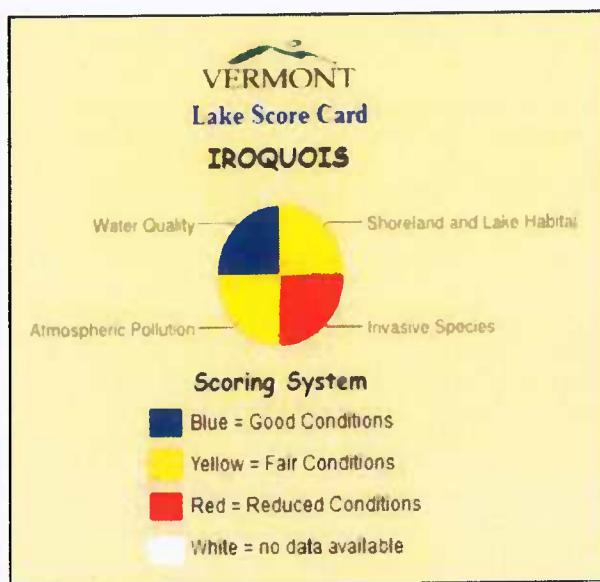 VERMONT
Lake Score Card
IROQUOIS
Water Quality
Shoreland and Lake Habitat
Atmospheric Pollution
Invasive Species
Scoring System
Blue = Good Conditions
Yellow = Fair Conditions
Red = Reduced Conditions
White = no data available